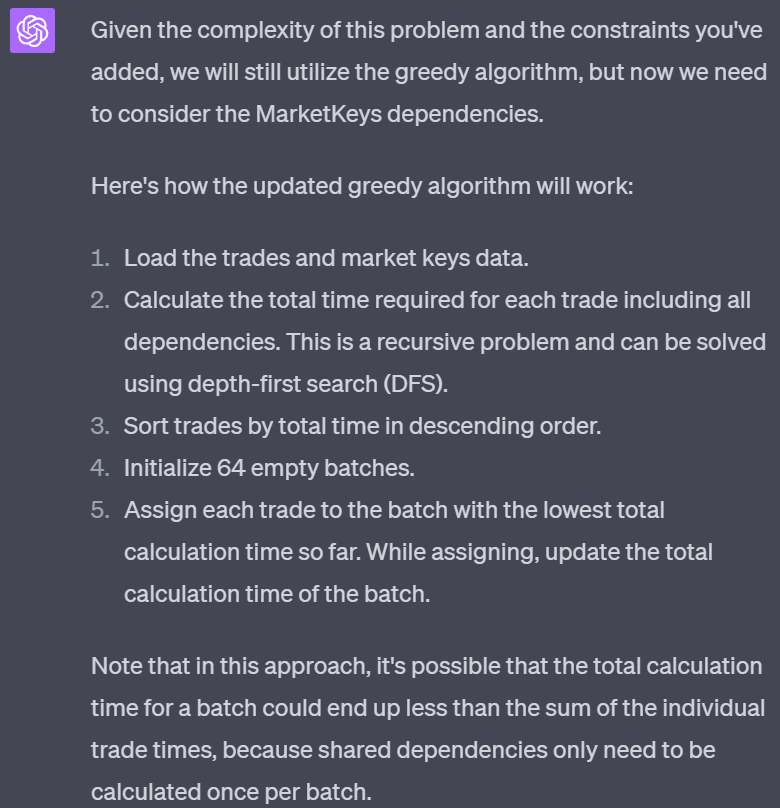 Given the complexity of this problem and the constraints you've
added, we will still utilize the greedy algorithm, but now we need
to consider the MarketKeys dependencies.
Here's how the updated greedy algorithm will work:
1. Load the trades and market keys data.
2. Calculate the total time required for each trade including all
dependencies. This is a recursive problem and can be solved
using depth-first search (DFS).
3. Sort trades by total time in descending order.
4. Initialize 64 empty batches.
5. Assign each trade to the batch with the lowest total
calculation time so far. While assigning, update the total
calculation time of the batch.
Note that in this approach, it's possible that the total calculation
time for a batch could end up less than the sum of the individual
trade times, because shared dependencies only need to be
calculated once per batch.